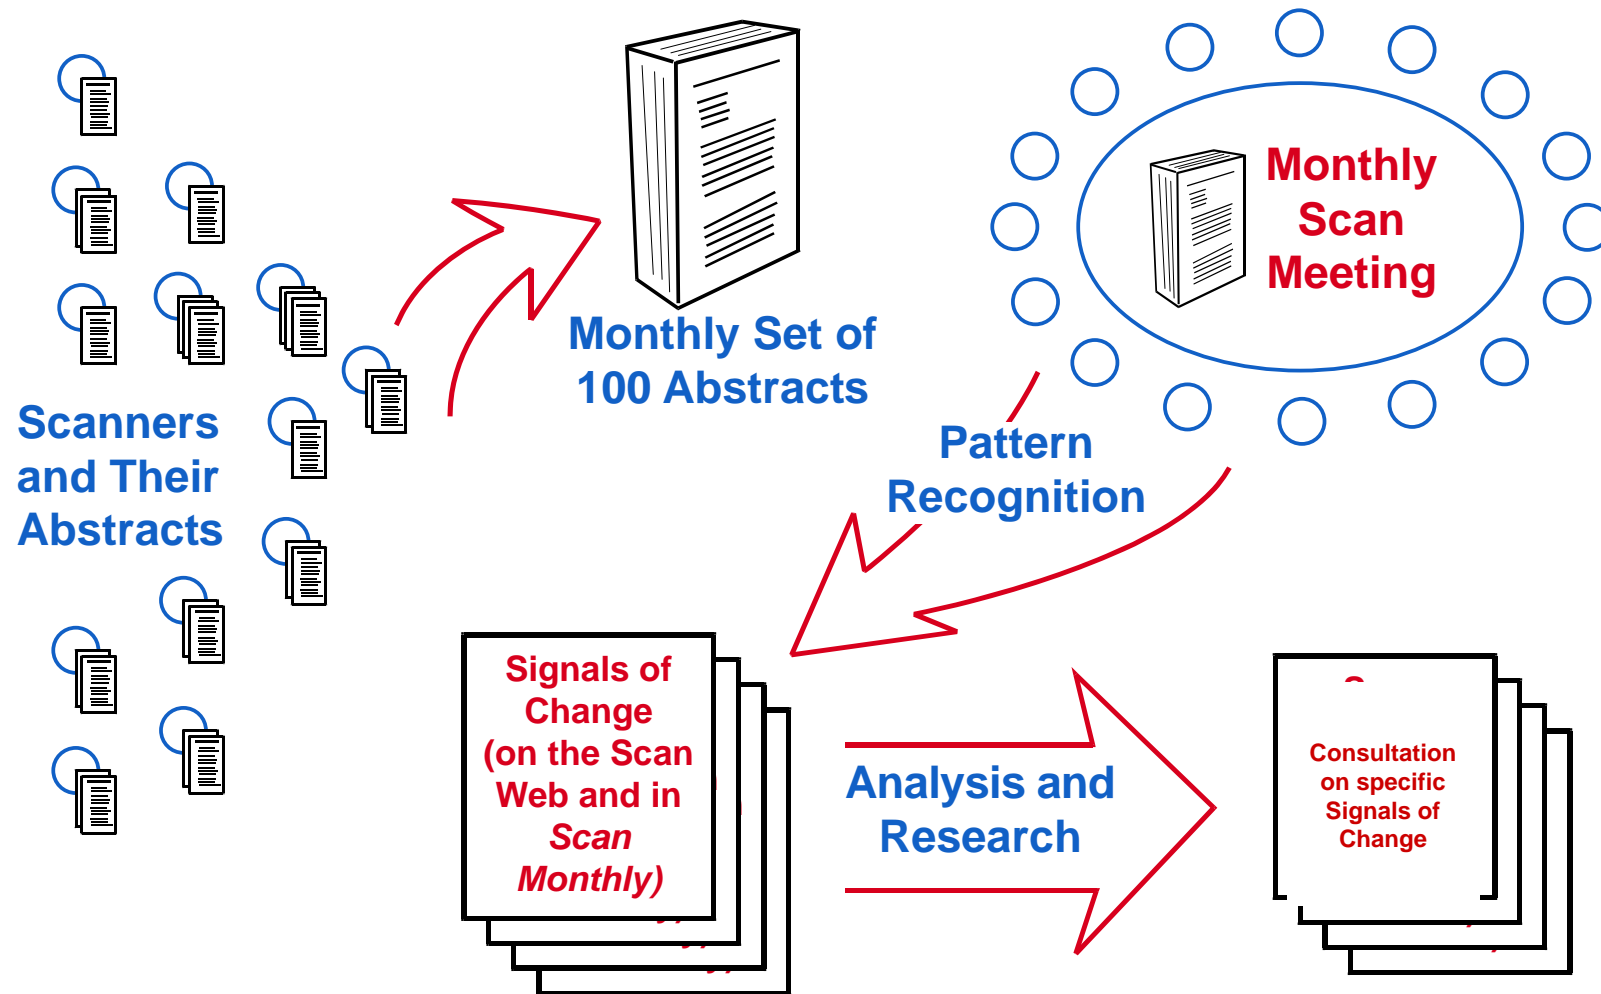 Monthly
Scan
Meeting
Monthly Set of
100 Abstracts
Scanners
and Their
Abstracts
Pattern
Recognition
Signals of
Change
(on the Scan
Web and in
Scan
Monthly)
Analysis and
Research
Consultation
on specific
Signals of
Change